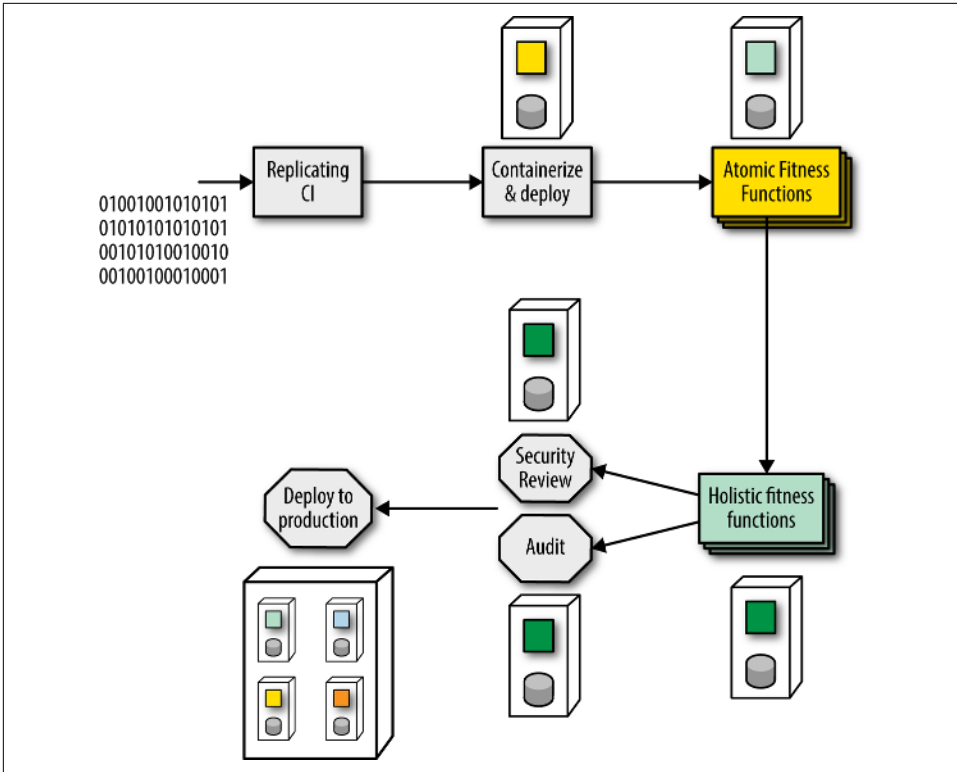 01001001010101
01010101010101
00101010010010
00100100010001
Replicating
CI
Containerize
& deploy
Atomic Fitness
Functions
Holistic fitness
functions
Security
Review
Audit
Deploy to
production